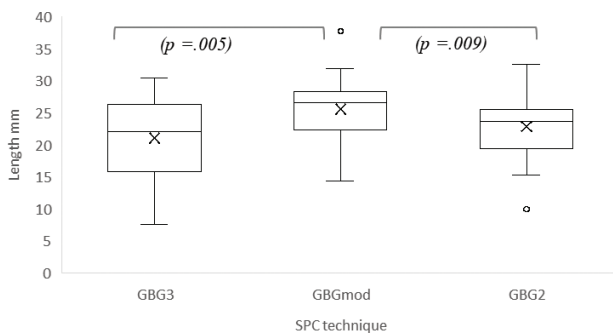 40
35
30
25
20
15
10
5
0
Length mm
(p =.005)
(p =.009)
GBG3
GBGmod
GBG2
SPC technique